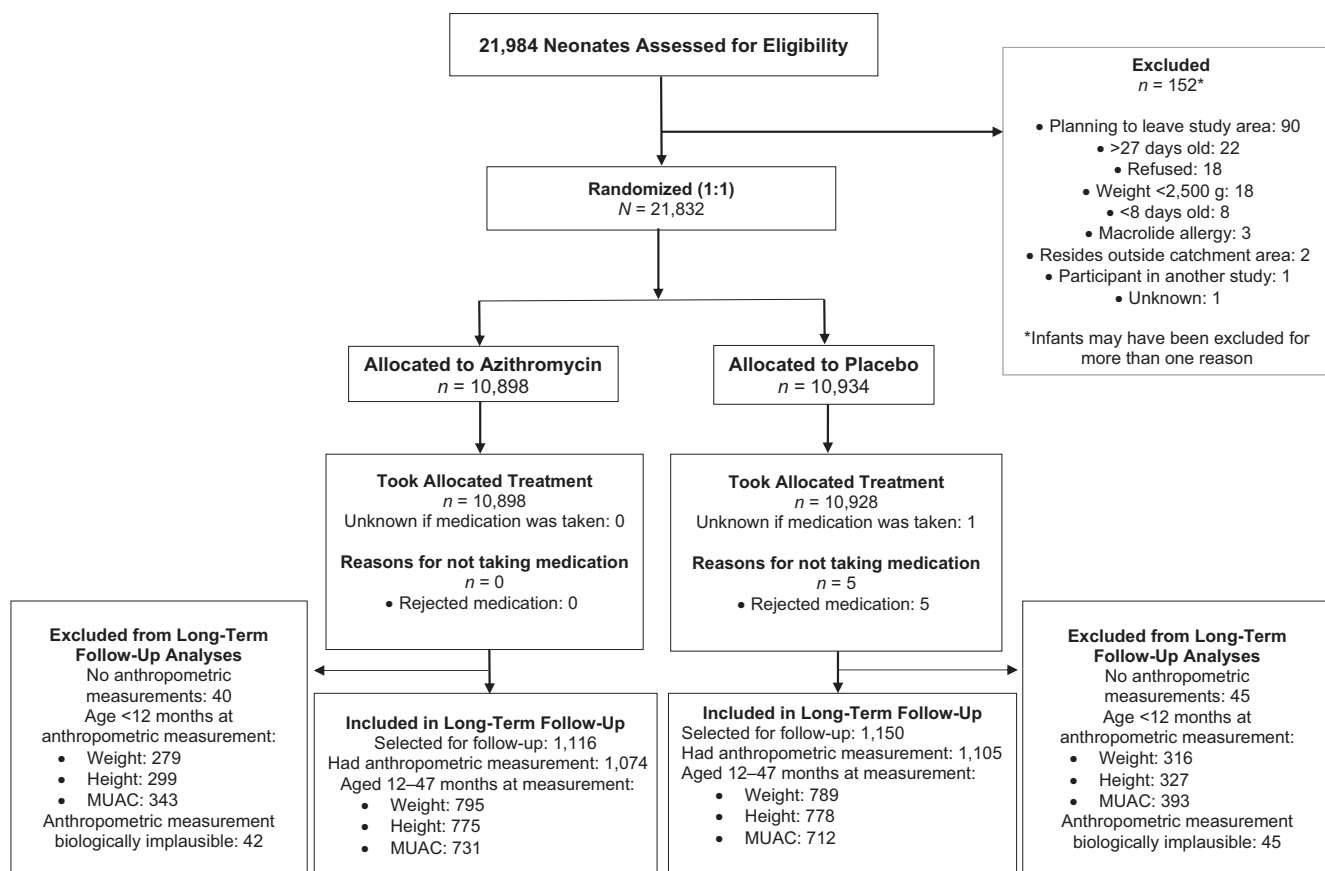 21,984 Neonates Assessed for Eligibility
Excluded
n = 152*
• Planning to leave study area: 90
• >27 days old: 22
• Refused: 18
• Weight <2,500 g: 18
• <8 days old: 8
• Macrolide allergy: 3
• Resides outside catchment area: 2
• Participant in another study: 1
• Unknown: 1
*Infants may have been excluded for
more than one reason
Randomized (1:1)
N = 21,832
Allocated to Azithromycin
n = 10,898
Allocated to Placebo
n = 10,934
Took Allocated Treatment
n = 10,898
Unknown if medication was taken: 0
Reasons for not taking medication
n = 0
• Rejected medication: 0
Took Allocated Treatment
n = 10,928
Unknown if medication was taken: 1
Reasons for not taking medication
n = 5
• Rejected medication: 5
Excluded from Long-Term
Follow-Up Analyses
No anthropometric
measurements: 40
Age <12 months at
anthropometric measurement:
• Weight: 279
• Height: 299
• MUAC: 343
Anthropometric measurement
biologically implausible: 42
Included in Long-Term Follow-Up
Selected for follow-up: 1,116
Had anthropometric measurement: 1,074
Aged 12–47 months at measurement:
• Weight: 795
• Height: 775
• MUAC: 731
Included in Long-Term Follow-Up
Selected for follow-up: 1,150
Had anthropometric measurement: 1,105
Aged 12–47 months at measurement:
• Weight: 789
• Height: 778
• MUAC: 712
Excluded from Long-Term
Follow-Up Analyses
No anthropometric
measurements: 45
Age <12 months at
anthropometric measurement:
• Weight: 316
• Height: 327
• MUAC: 393
Anthropometric measurement
biologically implausible: 45